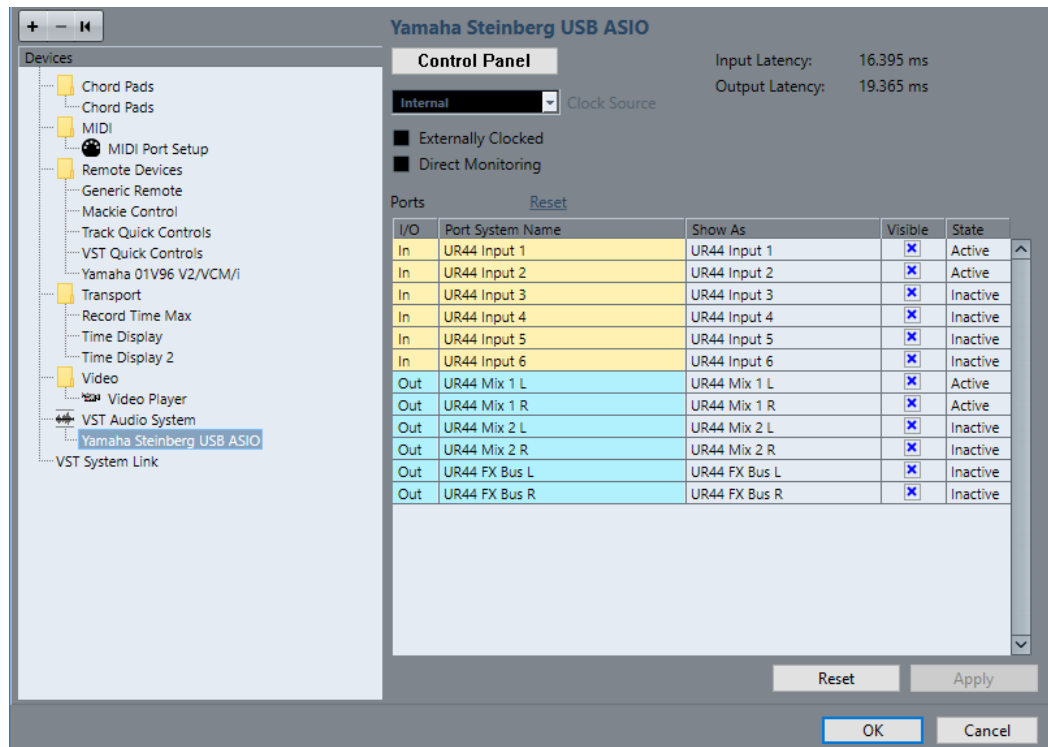 Yamaha Steinberg USB ASIO
Devices
Chord Pads
Chord Pads
MIDI
MIDI Port Setup
Remote Devices
Generic Remote
Mackie Control
Track Quick Controls
VST Quick Controls
Yamaha 01V96 V2/VCM/i
Transport
Record Time Max
Time Display
Time Display 2
Video
Video Player
VST Audio System
Yamaha Steinberg USB ASIO
VST System Link
Control Panel
Input Latency: 16.395 ms
Output Latency: 19.365 ms
Internal Clock Source
Externally Clocked
Direct Monitoring
Ports Reset
I/O Port System Name Show As Visible State
In UR44 Input 1 UR44 Input 1 Active
In UR44 Input 2 UR44 Input 2 Active
In UR44 Input 3 UR44 Input 3 Inactive
In UR44 Input 4 UR44 Input 4 Inactive
In UR44 Input 5 UR44 Input 5 Inactive
In UR44 Input 6 UR44 Input 6 Inactive
Out UR44 Mix 1 L UR44 Mix 1 L Active
Out UR44 Mix 1 R UR44 Mix 1 R Active
Out UR44 Mix 2 L UR44 Mix 2 L Inactive
Out UR44 Mix 2 R UR44 Mix 2 R Inactive
Out UR44 FX Bus L UR44 FX Bus L Inactive
Out UR44 FX Bus R UR44 FX Bus R Inactive
Reset Apply
OK Cancel